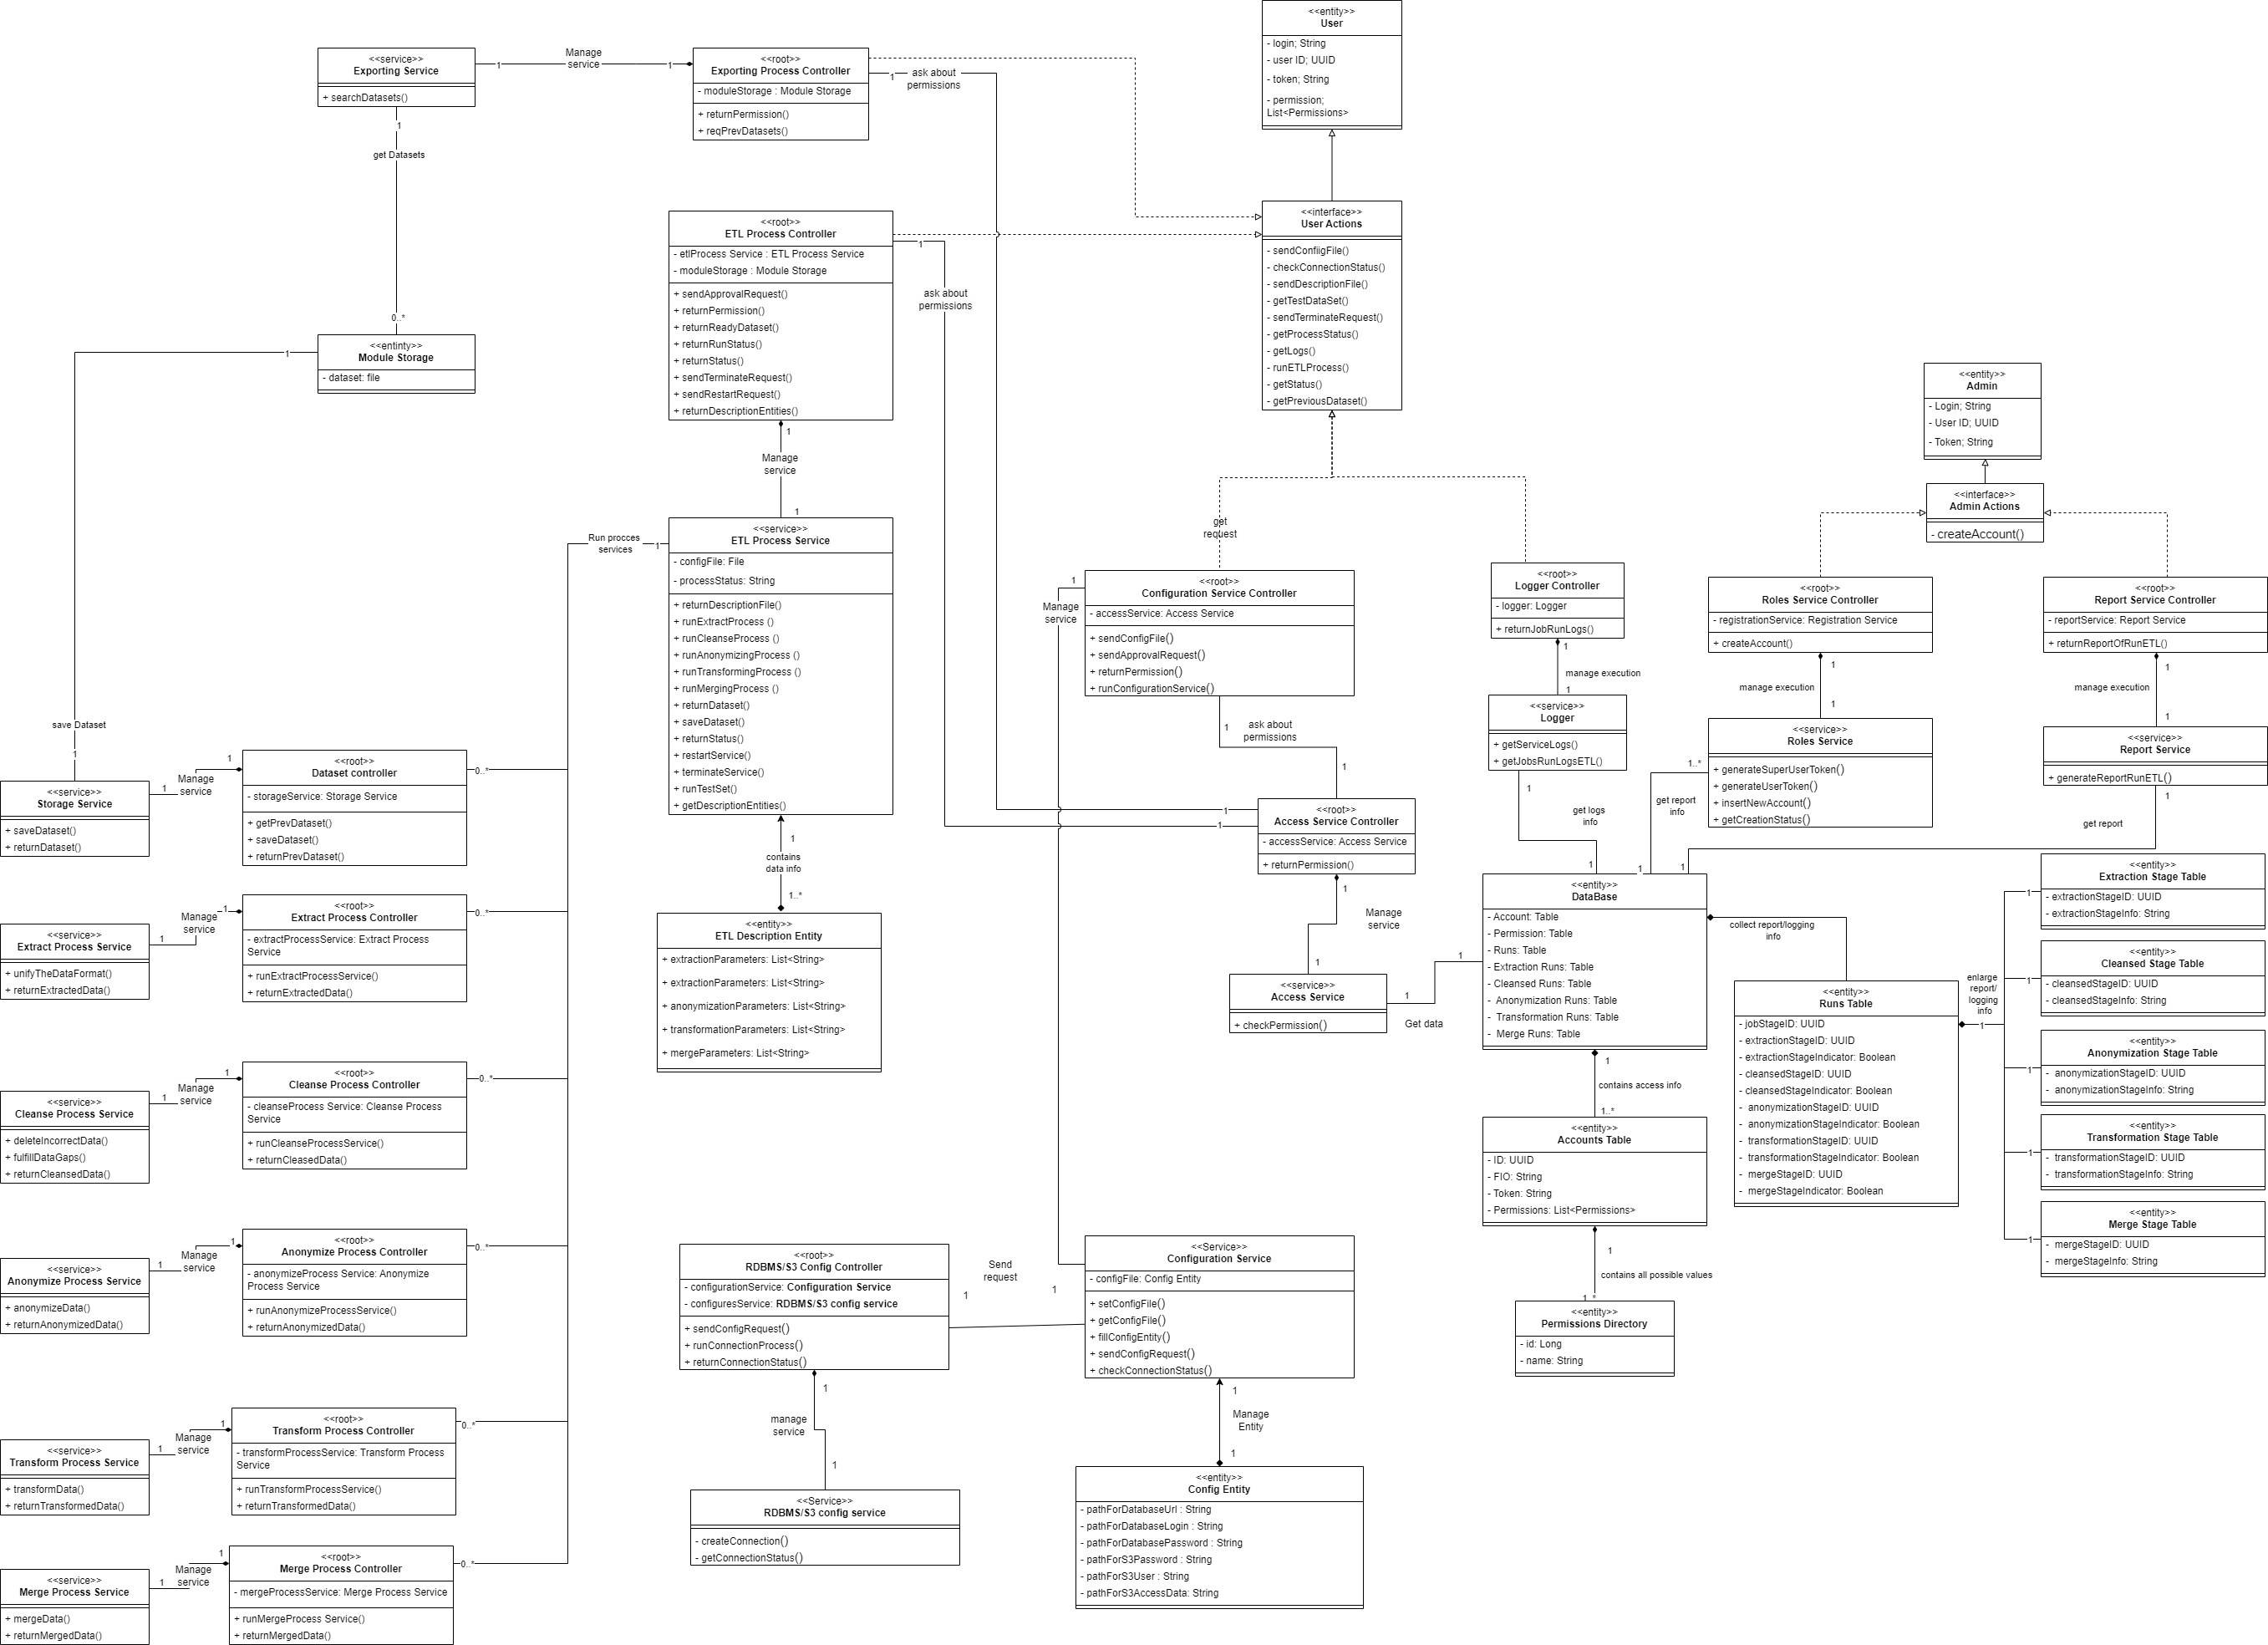 <<entity>>
User
- login; String
- user ID; UUID
- token; String
- permission;
List<Permissions>
<<service>>
Exporting Service
+ searchDatasets()
1
Manage
service
1
<<root>>
Exporting Process Controller
- moduleStorage : Module Storage
+ returnPermission()
+ reqPrevDatasets()
1
ask about
permissions
1
get Datasets
0..*
<<entinty>>
Module Storage
- dataset: file
1
save Dataset
1
<<root>>
ETL Process Controller
- etlProcess Service : ETL Process Service
- moduleStorage : Module Storage
+ sendApprovalRequest()
+ returnPermission()
+ returnReadyDataset()
+ returnRunStatus()
+ returnStatus()
+ sendTerminateRequest()
+ sendRestartRequest()
+ returnDescriptionEntities()
1
ask about
permissions
<<interface>>
User Actions
- sendConfiigFile()
- checkConnectionStatus()
- sendDescriptionFile()
- getTestDataSet()
- sendTerminateRequest()
- getProcessStatus()
- getLogs()
- runETLProcess()
- getStatus()
- getPreviousDataset()
<<entity>>
Admin
- Login; String
- User ID; UUID
- Token; String
<<interface>>
Admin Actions
- createAccount()
1
Manage
service
1
<<service>>
ETL Process Service
- configFile: File
- processStatus: String
+ returnDescriptionFile()
+ runExtractProcess ()
+ runCleanseProcess ()
+ runAnonymizingProcess ()
+ runTransformingProcess ()
+ runMergingProcess ()
+ returnDataset()
+ saveDataset()
+ returnStatus()
+ restartService()
+ terminateService()
+ runTestSet()
+ getDescriptionEntities()
Run procces
services
1
get
request
1
Manage
service
<<root>>
Configuration Service Controller
- accessService: Access Service
+ sendConfigFile()
+ sendApprovalRequest()
+ returnPermission()
+ runConfigurationService()
1
ask about
permissions
1
<<root>>
Logger Controller
- logger: Logger
+ returnJobRunLogs()
1
manage execution
1
<<service>>
Logger
+ getServiceLogs()
+ getJobsRunLogsETL()
1
get logs
info
1
<<root>>
Roles Service Controller
- registrationService: Registration Service
+ createAccount()
1
manage execution
1
<<service>>
Roles Service
+ generateSuperUserToken()
+ generateUserToken()
+ insertNewAccount()
+ getCreationStatus()
1..*
get report
info
1
<<root>>
Report Service Controller
- reportService: Report Service
+ returnReportOfRunETL()
1
manage execution
1
<<service>>
Report Service
+ generateReportRunETL()
1
get report
1
<<service>>
Storage Service
+ saveDataset()
+ returnDataset()
1
Manage
service
1
<<root>>
Dataset controller
- storageService: Storage Service
+ getPrevDataset()
+ saveDataset()
+ returnPrevDataset()
0..*
1
contains
data info
1..*
<<entity>>
ETL Description Entity
+ extractionParameters: List<String>
+ extractionParameters: List<String>
+ anonymizationParameters: List<String>
+ transformationParameters: List<String>
+ mergeParameters: List<String>
1
1
<<root>>
Access Service Controller
- accessService: Access Service
+ returnPermission()
1
Manage
service
1
<<service>>
Access Service
+ checkPermission()
1
Get data
1
<<entity>>
DataBase
- Account: Table
- Permission: Table
- Runs: Table
- Extraction Runs: Table
- Cleansed Runs: Table
- Anonymization Runs: Table
- Transformation Runs: Table
- Merge Runs: Table
collect report/logging
info
1
contains access info
1..*
<<entity>>
Accounts Table
- ID: UUID
- FIO: String
- Token: String
- Permissions: List<Permissions>
1
contains all possible values
1..*
<<entity>>
Permissions Directory
- id: Long
- name: String
<<entity>>
Runs Table
- jobStageID: UUID
- extractionStageID: UUID
- extractionStageIndicator: Boolean
- cleansedStageID: UUID
- cleansedStageIndicator: Boolean
- anonymizationStageID: UUID
- anonymizationStageIndicator: Boolean
- transformationStageID: UUID
- transformationStageIndicator: Boolean
- mergeStageID: UUID
- mergeStageIndicator: Boolean
enlarge
report/
logging
info
1
1
<<entity>>
Extraction Stage Table
- extractionStageID: UUID
- extractionStageInfo: String
1
<<entity>>
Cleansed Stage Table
- cleansedStageID: UUID
- cleansedStageInfo: String
1
<<entity>>
Anonymization Stage Table
- anonymizationStageID: UUID
- anonymizationStageInfo: String
1
<<entity>>
Transformation Stage Table
- transformationStageID: UUID
- transformationStageInfo: String
1
<<entity>>
Merge Stage Table
- mergeStageID: UUID
- mergeStageInfo: String
<<service>>
Extract Process Service
+ unifyTheDataFormat()
+ returnExtractedData()
1
Manage
service
1
<<root>>
Extract Process Controller
- extractProcessService: Extract Process
Service
+ runExtractProcessService()
+ returnExtractedData()
0..*
<<service>>
Cleanse Process Service
+ deleteIncorrectData()
+ fulfillDataGaps()
+ returnCleansedData()
1
Manage
service
1
<<root>>
Cleanse Process Controller
- cleanseProcess Service: Cleanse Process
Service
+ runCleanseProcessService()
+ returnCleasedData()
0..*
<<service>>
Anonymize Process Service
+ anonymizeData()
+ returnAnonymizedData()
1
Manage
service
1
<<root>>
Anonymize Process Controller
- anonymizeProcess Service: Anonymize
Process Service
+ runAnonymizeProcessService()
+ returnAnonymizedData()
0..*
<<service>>
Transform Process Service
+ transformData()
+ returnTransformedData()
1
Manage
service
1
<<root>>
Transform Process Controller
- transformProcessService: Transform Process
Service
+ runTransformProcessService()
+ returnTransformedData()
0..*
<<service>>
Merge Process Service
+ mergeData()
+ returnMergedData()
1
Manage
service
1
<<root>>
Merge Process Controller
- mergeProcessService: Merge Process Service
+ runMergeProcess Service()
+ returnMergedData()
0..*
<<root>>
RDBMS/S3 Config Controller
- configurationService: Configuration Service
- configuresService: RDBMS/S3 config service
+ sendConfigRequest()
+ runConnectionProcess()
+ returnConnectionStatus()
Send
request
1
1
1
manage
service
1
<<Service>>
RDBMS/S3 config service
- createConnection()
- getConnectionStatus()
<<Service>>
Configuration Service
- configFile: Config Entity
+ setConfigFile()
+ getConfigFile()
+ fillConfigEntity()
+ sendConfigRequest()
+ checkConnectionStatus()
1
Manage
Entity
1
<<entity>>
Config Entity
- pathForDatabaseUrl : String
- pathForDatabaseLogin : String
- pathForDatabasePassword : String
- pathForS3Password : String
- pathForS3User : String
- pathForS3AccessData: String